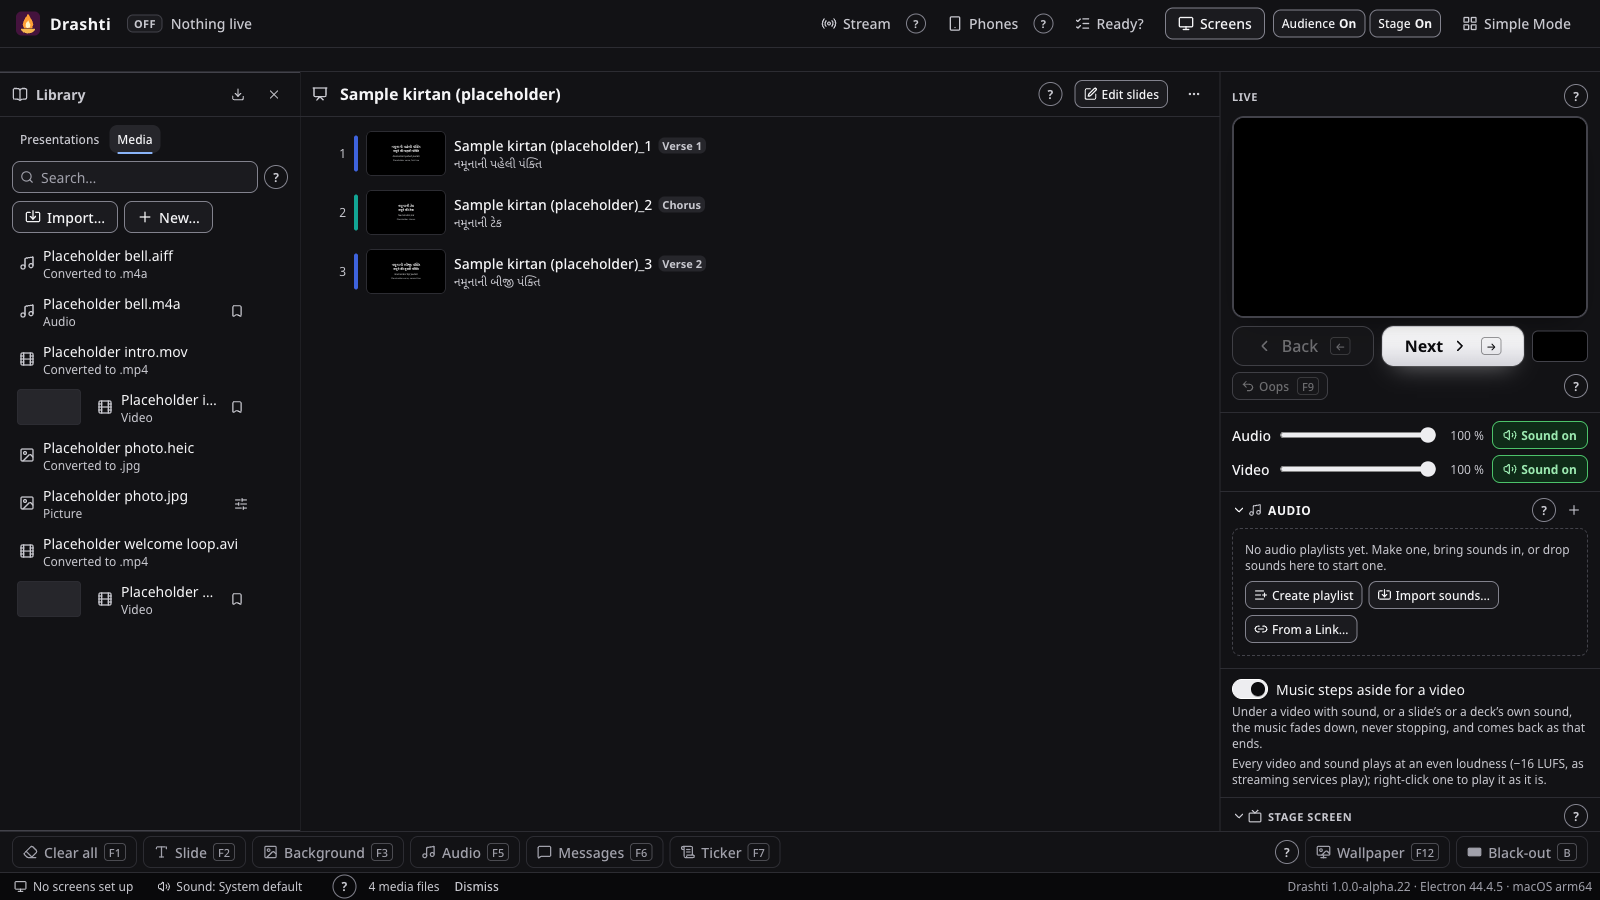 Drashti OFF Nothing live
Stream ? Phones ? Ready? Screens Audience On Stage On Simple Mode
Library
Presentations Media
Search... ?
Import... New...
Placeholder bell.aiff
Converted to .m4a
Placeholder bell.m4a
Audio
Placeholder intro.mov
Converted to .mp4
Placeholder i...
Video
Placeholder photo.heic
Converted to .jpg
Placeholder photo.jpg
Picture
Placeholder welcome loop.avi
Converted to .mp4
Placeholder ...
Video
Sample kirtan (placeholder) ? Edit slides
1 Sample kirtan (placeholder)_1 Verse 1
નમૂનાની પહેલી પંક્તિ
2 Sample kirtan (placeholder)_2 Chorus
નમૂનાની ટેક
3 Sample kirtan (placeholder)_3 Verse 2
નમૂનાની બીજી પંક્તિ
LIVE ?
Back Next
Oops F9 ?
Audio 100 % Sound on
Video 100 % Sound on
AUDIO ?
No audio playlists yet. Make one, bring sounds in, or drop
sounds here to start one.
Create playlist Import sounds...
From a Link...
Music steps aside for a video
Under a video with sound, or a slide’s or a deck’s own sound,
the music fades down, never stopping, and comes back as that
ends.
Every video and sound plays at an even loudness (−16 LUFS, as
streaming services play); right-click one to play it as it is.
STAGE SCREEN ?
Clear all F1 Slide F2 Background F3 Audio F5 Messages F6 Ticker F7 ? Wallpaper F12 Black-out B
No screens set up Sound: System default ? 4 media files Dismiss Drashti 1.0.0-alpha.22 · Electron 44.4.5 · macOS arm64